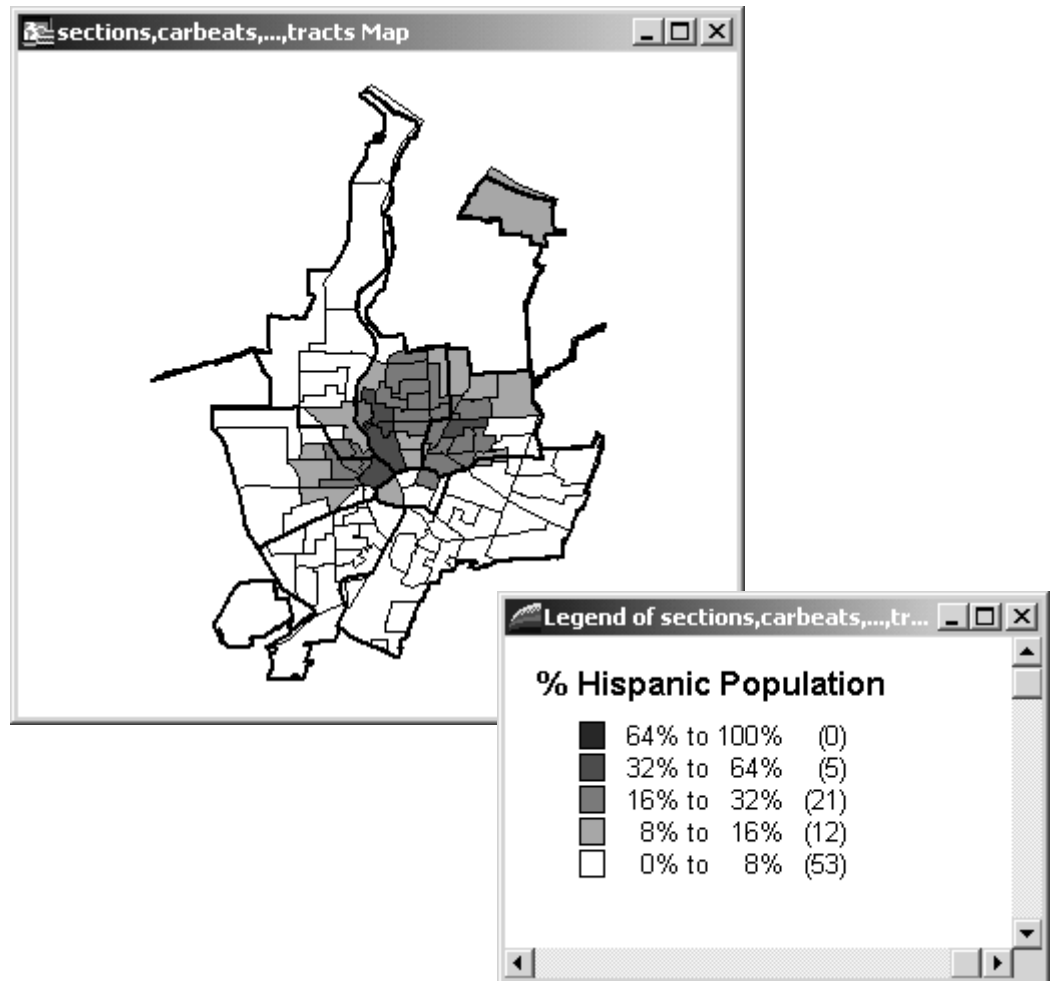 sections,carbeats,...,tracts Map
Legend of sections,carbeats,...,tr...
% Hispanic Population
64% to 100% (0)
32% to 64% (5)
16% to 32% (21)
8% to 16% (12)
0% to 8% (53)